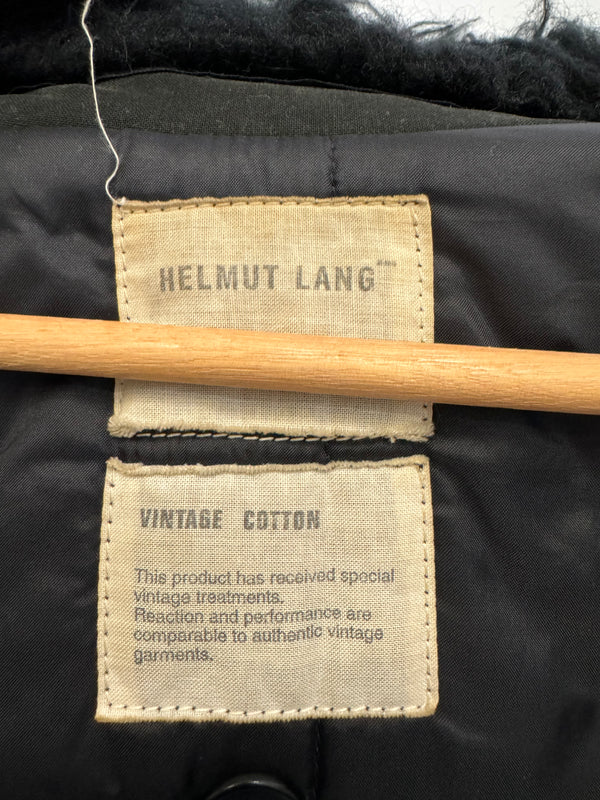 HELMUT LANG
VINTAGE COTTON
This product has received special
vintage treatments.
Reaction and performance are
comparable to authentic vintage
garments.